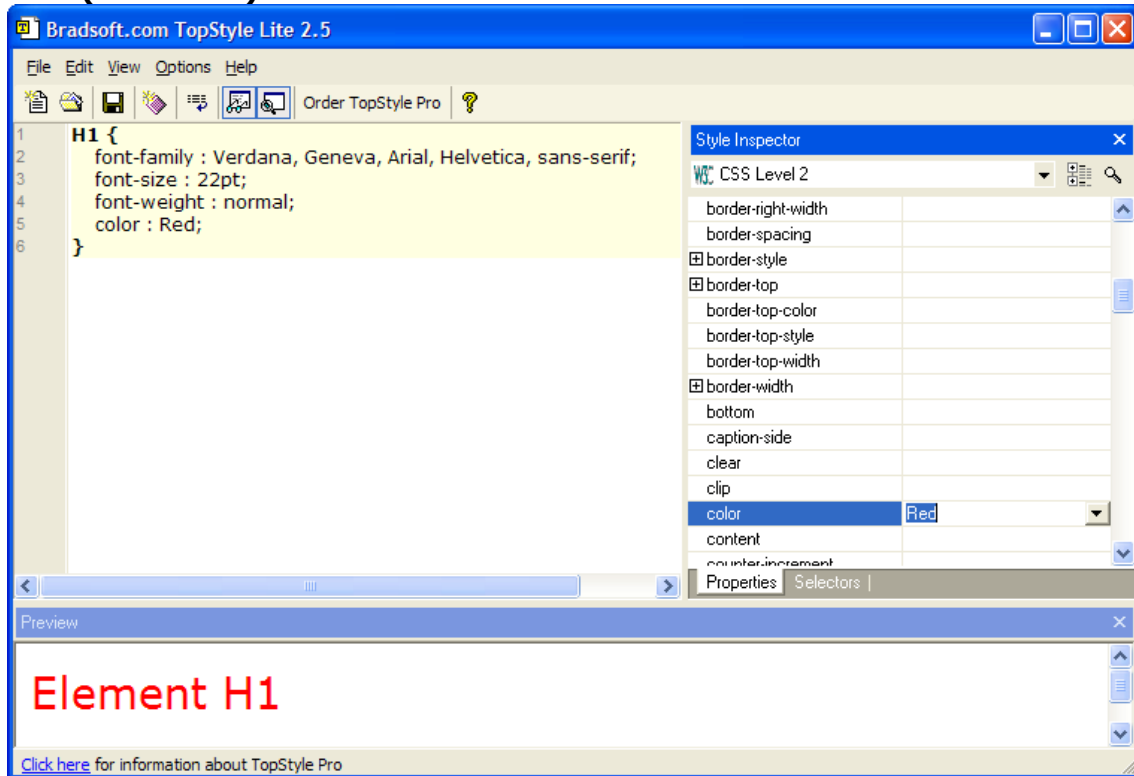 Bradsoft.com TopStyle Lite 2.5
File Edit View Options Help
Order TopStyle Pro
1 H1 {
2 font-family : Verdana, Geneva, Arial, Helvetica, sans-serif;
3 font-size : 22pt;
4 font-weight : normal;
5 color : Red;
6 }
Style Inspector
W3C CSS Level 2
border-right-width
border-spacing
border-style
border-top
border-top-color
border-top-style
border-top-width
border-width
bottom
caption-side
clear
clip
color Red
content
counter-increment
Properties Selectors
Preview
Element H1
Click here for information about TopStyle Pro